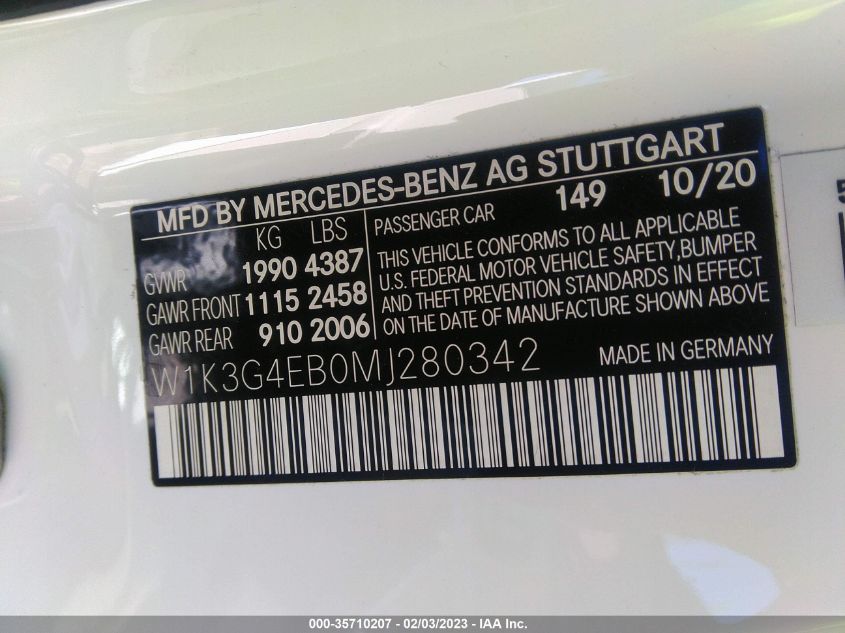 MFD BY MERCEDES-BENZ AG STUTTGART
KG LBS
GVWR 1990 4387
GAWR FRONT 1115 2458
GAWR REAR 910 2006
PASSENGER CAR 149 10/20
THIS VEHICLE CONFORMS TO ALL APPLICABLE
U.S. FEDERAL MOTOR VEHICLE SAFETY,BUMPER
AND THEFT PREVENTION STANDARDS IN EFFECT
ON THE DATE OF MANUFACTURE SHOWN ABOVE
W1K3G4EB0MJ280342 MADE IN GERMANY
000-35710207 - 02/03/2023 - IAA Inc.